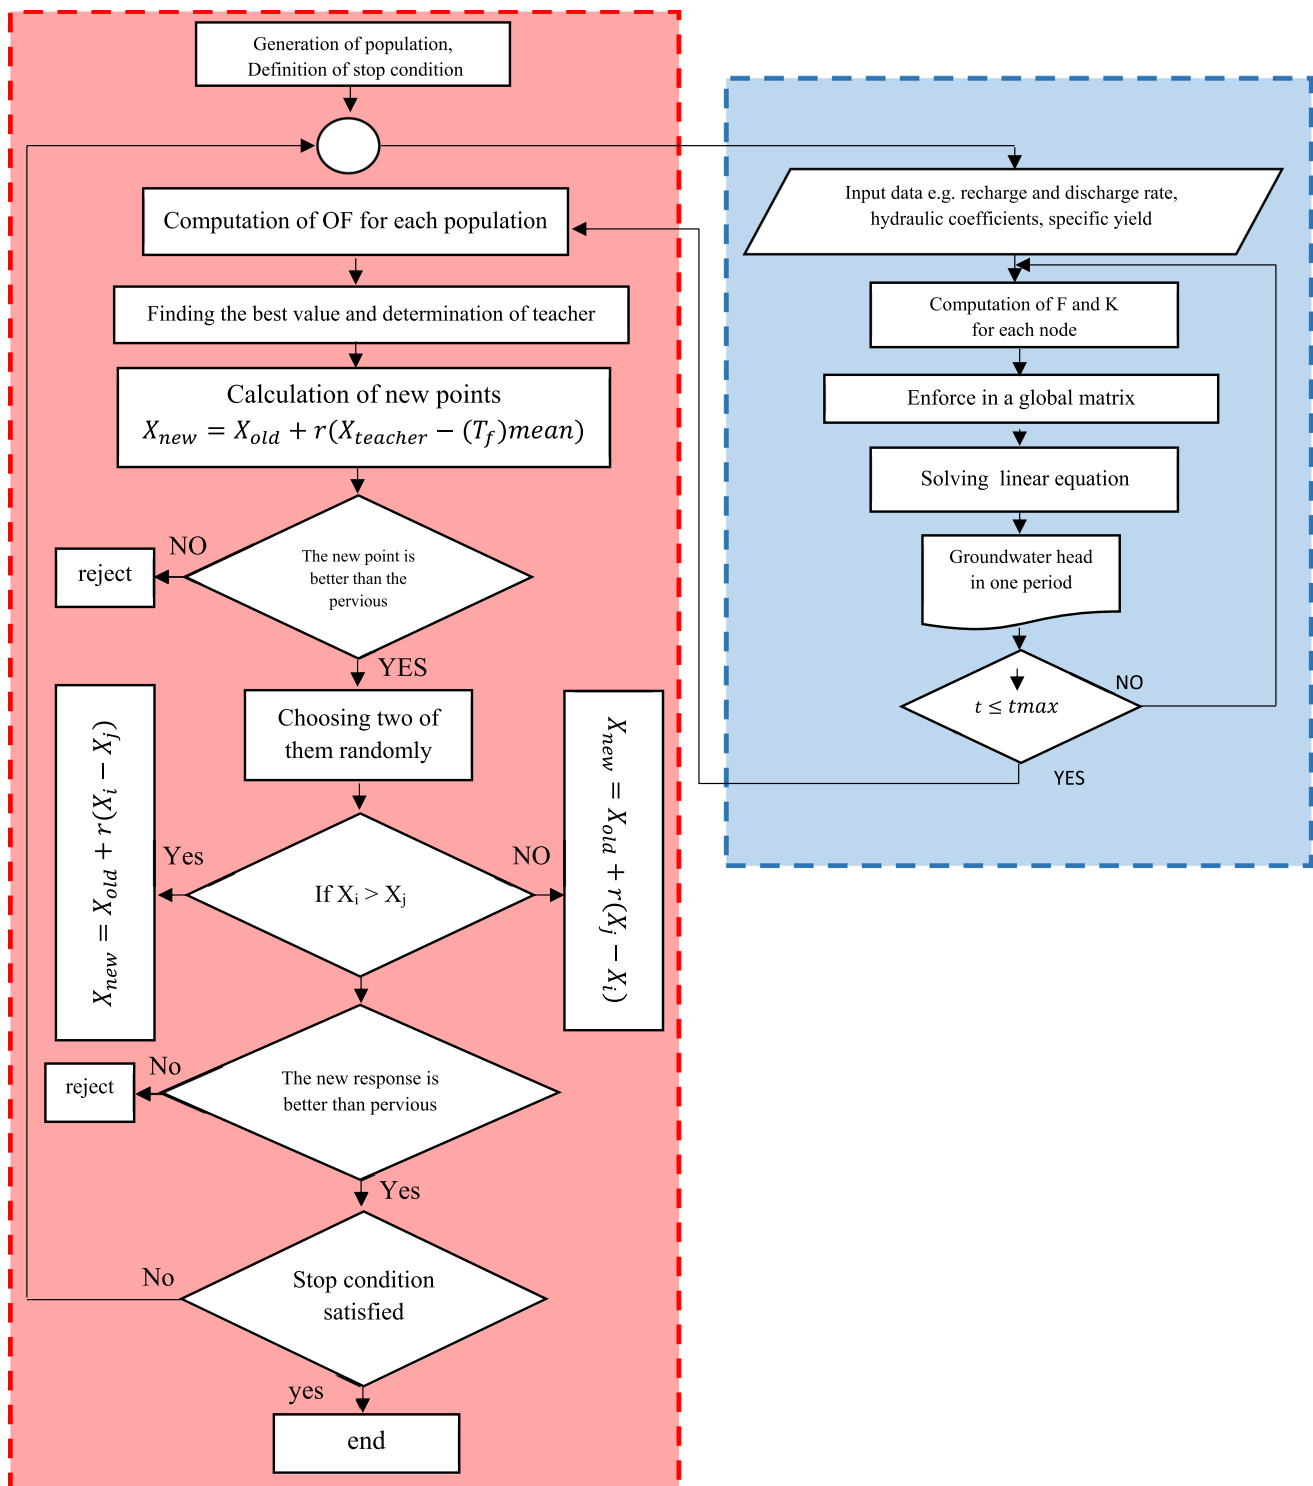 Generation of population,
Definition of stop condition
Computation of OF for each population
Finding the best value and determination of teacher
Calculation of new points
X_new = X_old + r(X_teacher − (T_f)mean)
The new point is
better than the
pervious
NO
reject
YES
Choosing two of
them randomly
If X_i > X_j
Yes
X_new = X_old + r(X_i − X_j)
NO
X_new = X_old + r(X_j − X_i)
The new response is
better than pervious
No
reject
Yes
Stop condition
satisfied
No
yes
end
Input data e.g. recharge and discharge rate,
hydraulic coefficients, specific yield
Computation of F and K
for each node
Enforce in a global matrix
Solving linear equation
Groundwater head
in one period
t ≤ tmax
NO
YES